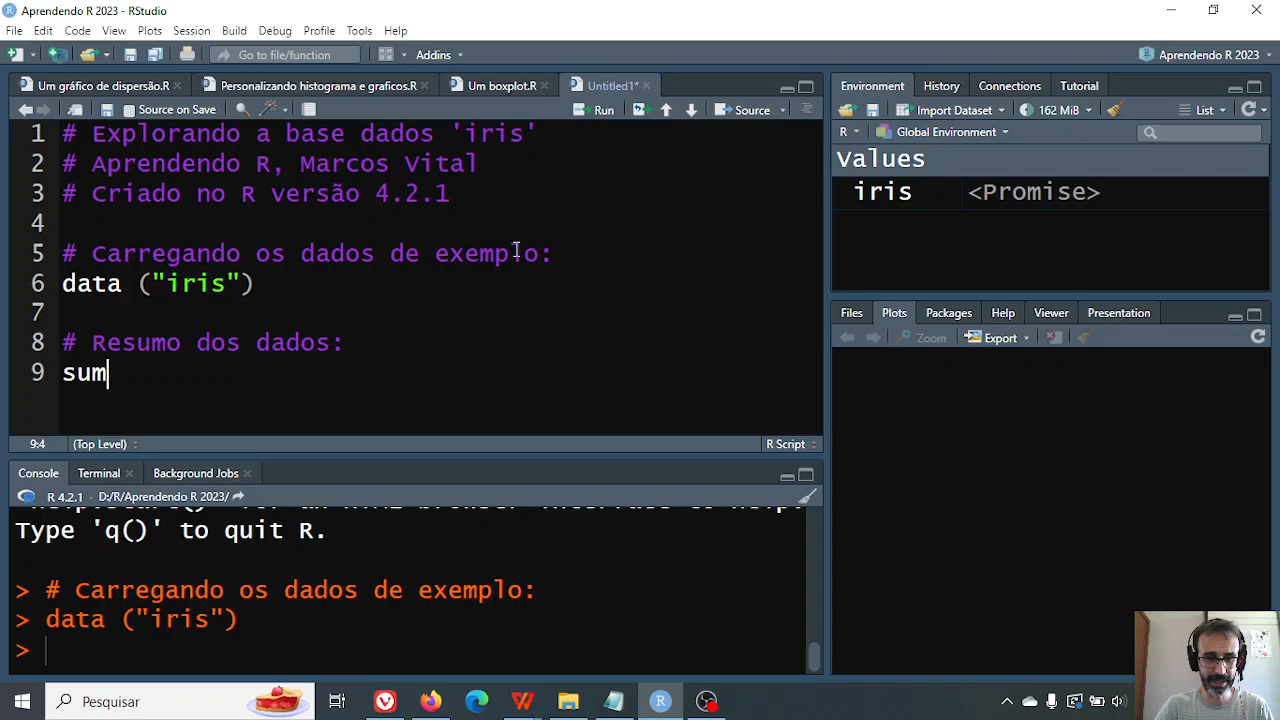 Aprendendo R 2023 - RStudio
File Edit Code View Plots Session Build Debug Profile Tools Help
Go to file/function Addins Aprendendo R 2023
Um gráfico de dispersão.R Personalizando histograma e graficos.R Um boxplot.R Untitled1*
Source on Save Run Source
1 # Explorando a base dados 'iris'
2 # Aprendendo R, Marcos Vital
3 # Criado no R versão 4.2.1
4
5 # Carregando os dados de exemplo:
6 data ("iris")
7
8 # Resumo dos dados:
9 sum
9:4 (Top Level) R Script
Console Terminal Background Jobs
R 4.2.1 · D:/R/Aprendendo R 2023/
Type 'q()' to quit R.
> # Carregando os dados de exemplo:
> data ("iris")
>
Environment History Connections Tutorial
Import Dataset 162 MiB List
R Global Environment
Values
iris <Promise>
Files Plots Packages Help Viewer Presentation
Zoom Export
Pesquisar